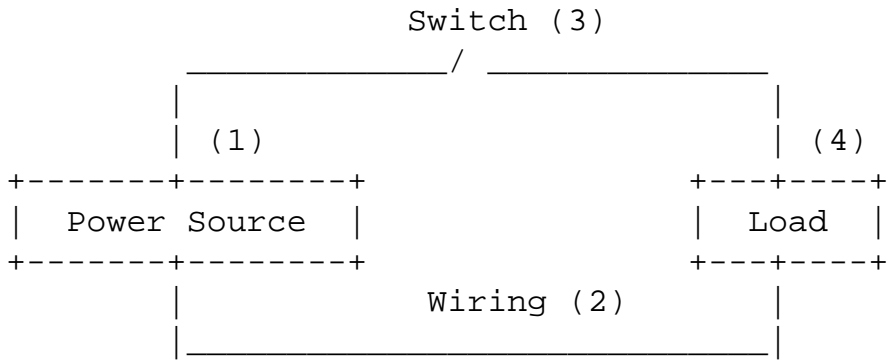 Switch (3)
(1)
(4)
Power Source
Load
Wiring (2)